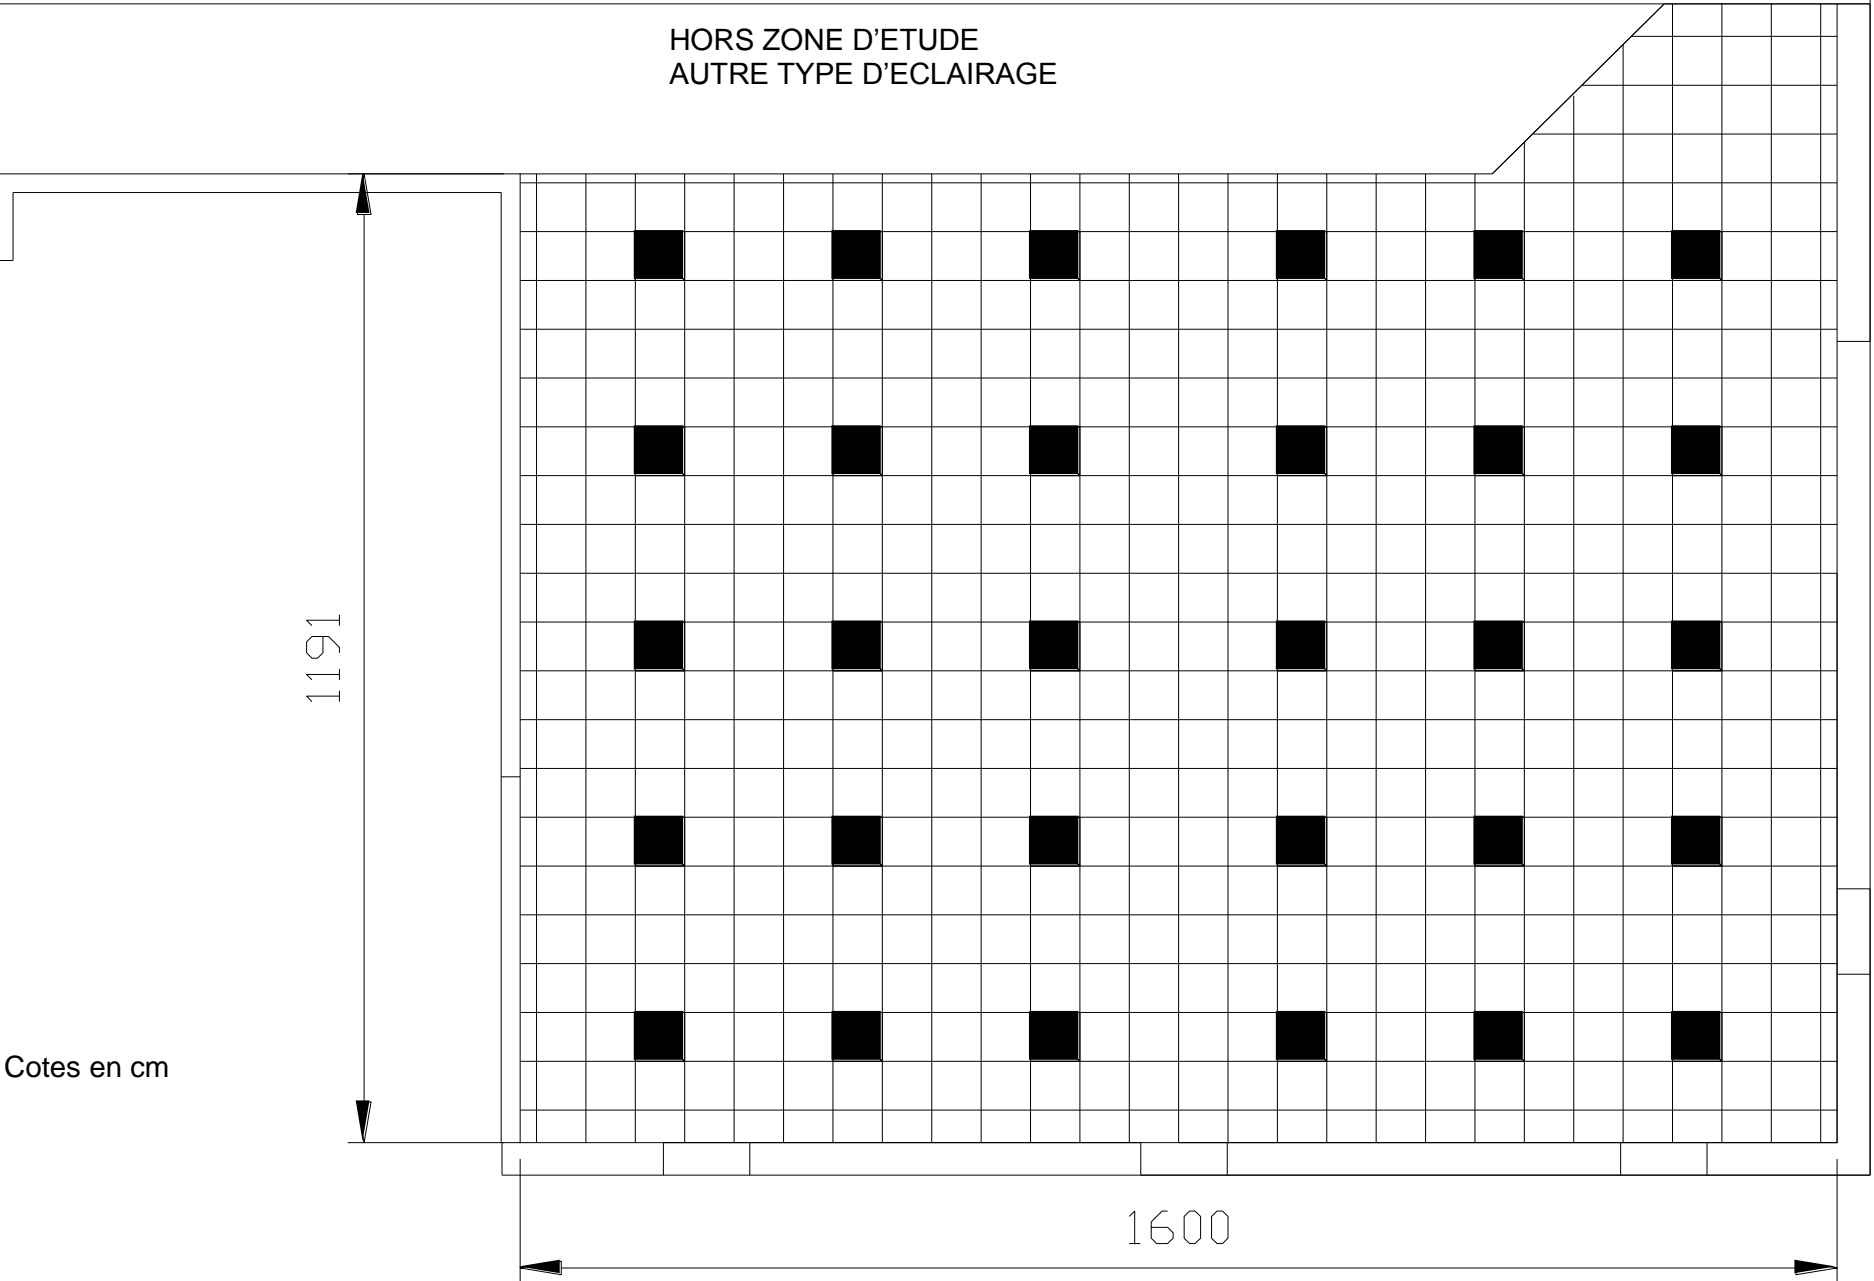 HORS ZONE D'ETUDE
AUTRE TYPE D'ECLAIRAGE
1191
Cotes en cm
1600